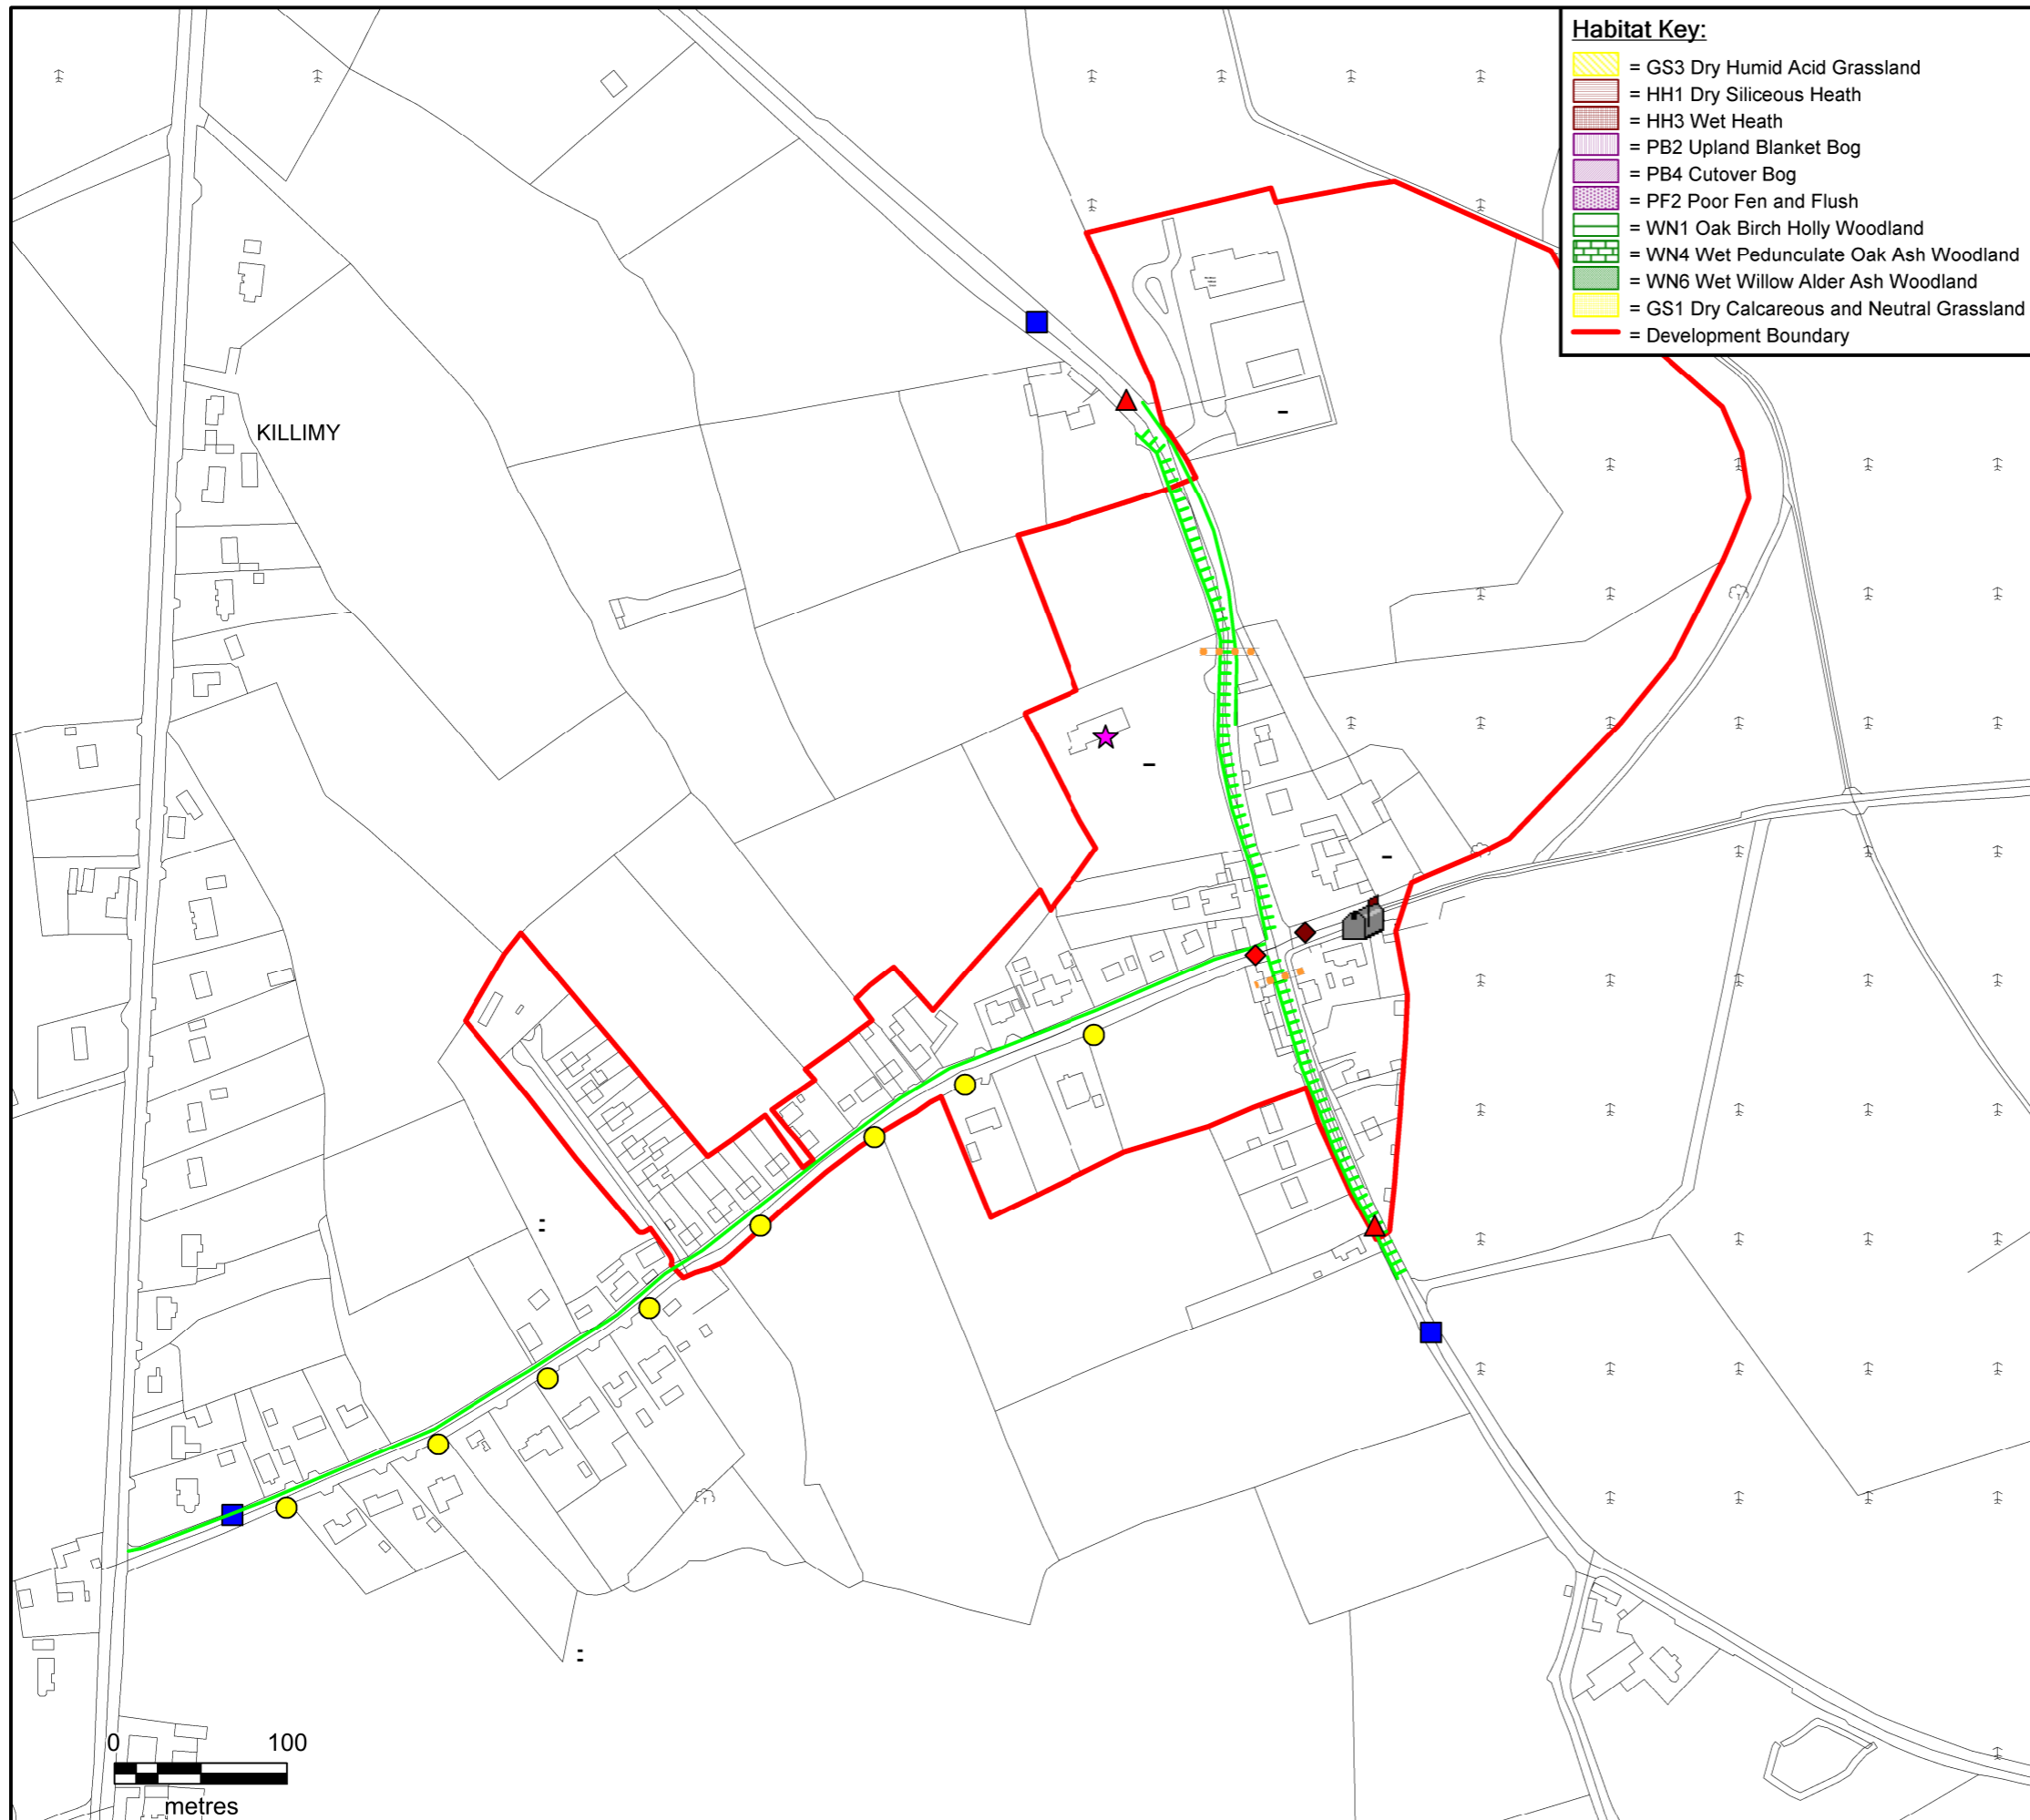 Habitat Key:
= GS3 Dry Humid Acid Grassland
= HH1 Dry Siliceous Heath
= HH3 Wet Heath
= PB2 Upland Blanket Bog
= PB4 Cutover Bog
= PF2 Poor Fen and Flush
= WN1 Oak Birch Holly Woodland
= WN4 Wet Pedunculate Oak Ash Woodland
= WN6 Wet Willow Alder Ash Woodland
= GS1 Dry Calcareous and Neutral Grassland
= Development Boundary
KILLIMY
0 100
metres